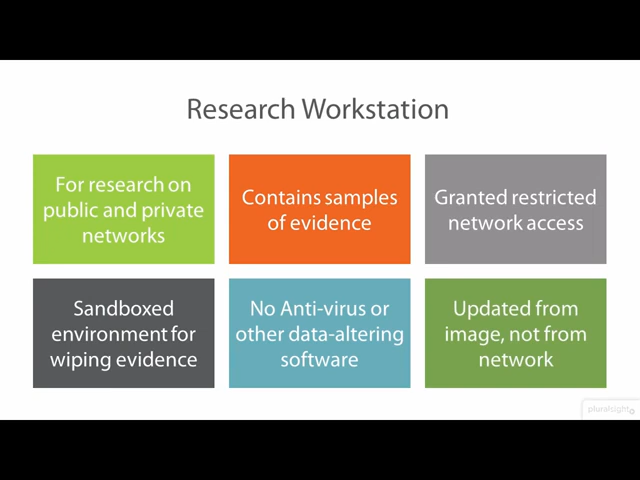 Research Workstation
For research on
public and private
networks
Contains samples
of evidence
Granted restricted
network access
Sandboxed
environment for
wiping evidence
No Anti-virus or
other data-altering
software
Updated from
image, not from
network
pluralsight